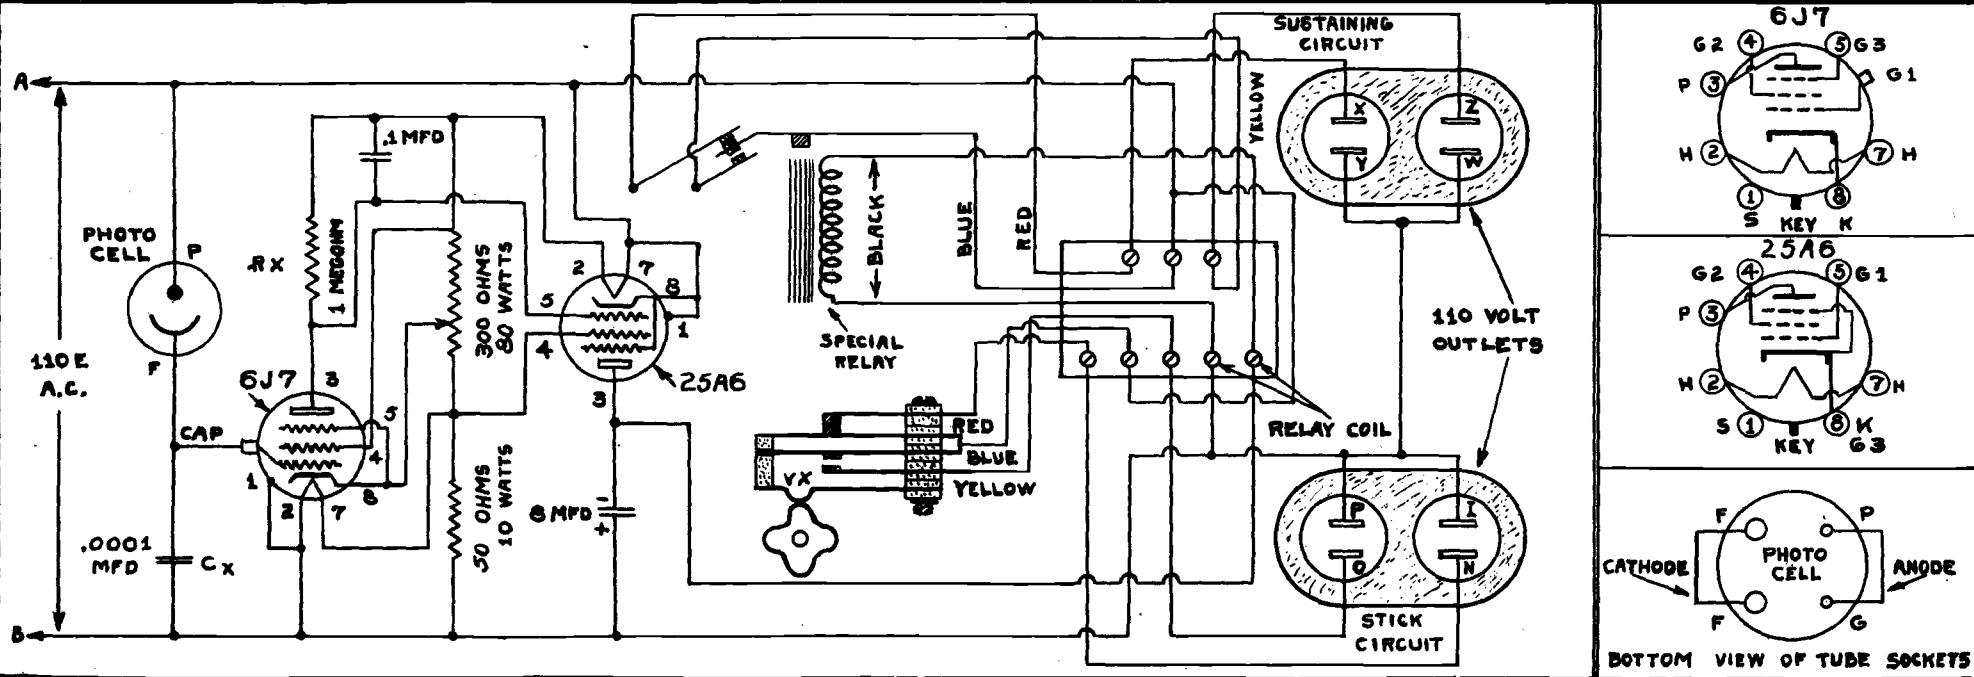 A
110 E
A.C.
B
PHOTO
CELL
P
F
CAP
.0001
MFD
Cx
RX
1 MEGOHM
.1 MFD
6J7
3
5
4
8
1
2
7
300 OHMS
80 WATTS
50 OHMS
10 WATTS
2
7
5
8
4
1
3
25A6
8 MFD
-
+
SPECIAL
RELAY
BLACK
BLUE
RED
YELLOW
RED
BLUE
YELLOW
VX
RELAY COIL
SUSTAINING
CIRCUIT
X
Z
Y
W
110 VOLT
OUTLETS
P
I
O
N
STICK
CIRCUIT
6J7
G2 4
5 G3
P 3
G1
H 2
7 H
1
8
S
KEY
K
25A6
G2 4
5 G1
P 3
H 2
7 H
S 1
8 K
KEY
G3
F
P
CATHODE
PHOTO
CELL
ANODE
F
G
BOTTOM VIEW OF TUBE SOCKETS